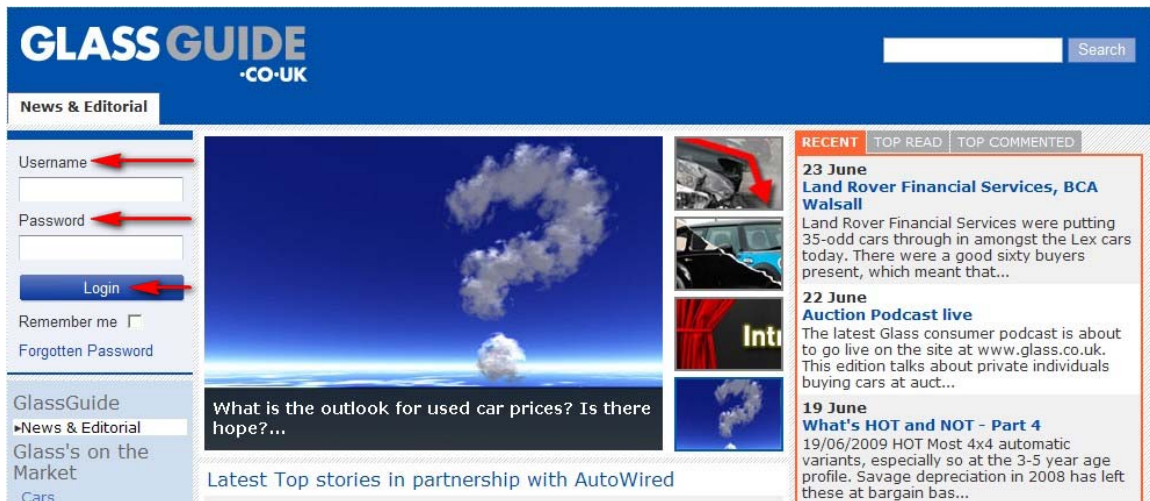 GLASSGUIDE
·CO·UK
Search
News & Editorial
Username
Password
Login
Remember me
Forgotten Password
GlassGuide
▸News & Editorial
Glass's on the
Market
Cars
Intr
What is the outlook for used car prices? Is there
hope?...
Latest Top stories in partnership with AutoWired
RECENT TOP READ TOP COMMENTED
23 June
Land Rover Financial Services, BCA
Walsall
Land Rover Financial Services were putting
35-odd cars through in amongst the Lex cars
today. There were a good sixty buyers
present, which meant that...
22 June
Auction Podcast live
The latest Glass consumer podcast is about
to go live on the site at www.glass.co.uk.
This edition talks about private individuals
buying cars at auct...
19 June
What's HOT and NOT - Part 4
19/06/2009 HOT Most 4x4 automatic
variants, especially so at the 3-5 year age
profile. Savage depreciation in 2008 has left
these at bargain bas...